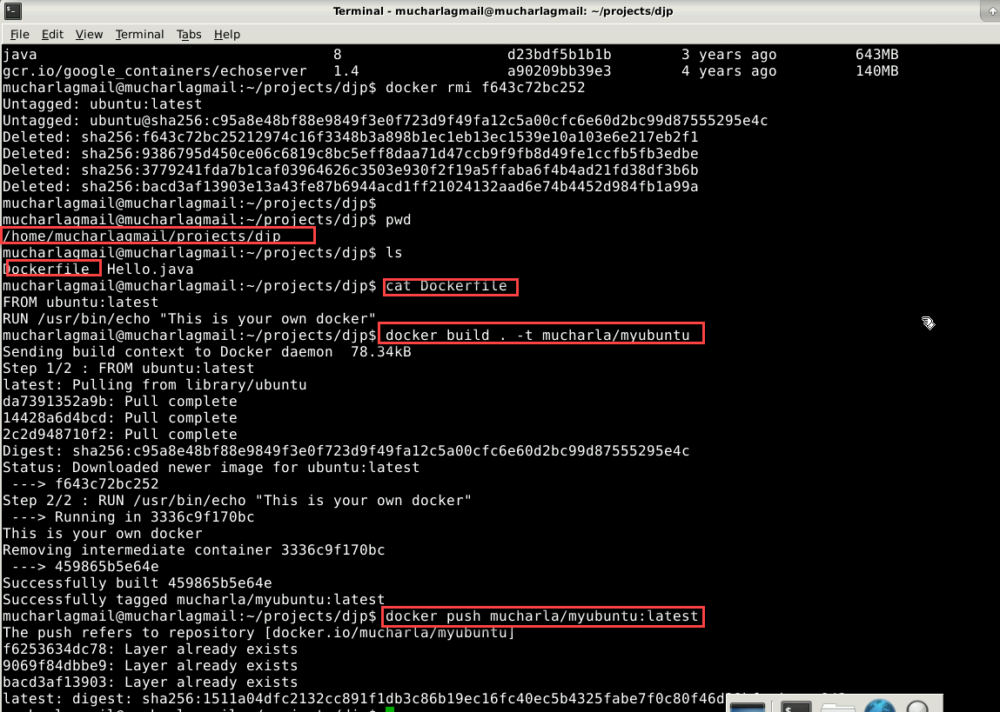 Terminal - mucharlagmail@mucharlagmail: ~/projects/djp
File Edit View Terminal Tabs Help
java 8 d23bdf5b1b1b 3 years ago 643MB
gcr.io/google_containers/echoserver 1.4 a90209bb39e3 4 years ago 140MB
mucharlagmail@mucharlagmail:~/projects/djp$ docker rmi f643c72bc252
Untagged: ubuntu:latest
Untagged: ubuntu@sha256:c95a8e48bf88e9849f3e0f723d9f49fa12c5a00cfc6e60d2bc99d87555295e4c
Deleted: sha256:f643c72bc25212974c16f3348b3a898b1ec1eb13ec1539e10a103e6e217eb2f1
Deleted: sha256:9386795d450ce06c6819c8bc5eff8daa71d47ccb9f9fb8d49fe1ccfb5fb3edbe
Deleted: sha256:3779241fda7b1caf03964626c3503e930f2f19a5ffaba6f4b4ad21fd38df3b6b
Deleted: sha256:bacd3af13903e13a43fe87b6944acd1ff21024132aad6e74b4452d984fb1a99a
mucharlagmail@mucharlagmail:~/projects/djp$
mucharlagmail@mucharlagmail:~/projects/djp$ pwd
/home/mucharlagmail/projects/djp
mucharlagmail@mucharlagmail:~/projects/djp$ ls
Dockerfile Hello.java
mucharlagmail@mucharlagmail:~/projects/djp$ cat Dockerfile
FROM ubuntu:latest
RUN /usr/bin/echo "This is your own docker"
mucharlagmail@mucharlagmail:~/projects/djp$ docker build . -t mucharla/myubuntu
Sending build context to Docker daemon 78.34kB
Step 1/2 : FROM ubuntu:latest
latest: Pulling from library/ubuntu
da7391352a9b: Pull complete
14428a6d4bcd: Pull complete
2c2d948710f2: Pull complete
Digest: sha256:c95a8e48bf88e9849f3e0f723d9f49fa12c5a00cfc6e60d2bc99d87555295e4c
Status: Downloaded newer image for ubuntu:latest
---> f643c72bc252
Step 2/2 : RUN /usr/bin/echo "This is your own docker"
---> Running in 3336c9f170bc
This is your own docker
Removing intermediate container 3336c9f170bc
---> 459865b5e64e
Successfully built 459865b5e64e
Successfully tagged mucharla/myubuntu:latest
mucharlagmail@mucharlagmail:~/projects/djp$ docker push mucharla/myubuntu:latest
The push refers to repository [docker.io/mucharla/myubuntu]
f6253634dc78: Layer already exists
9069f84dbbe9: Layer already exists
bacd3af13903: Layer already exists
latest: digest: